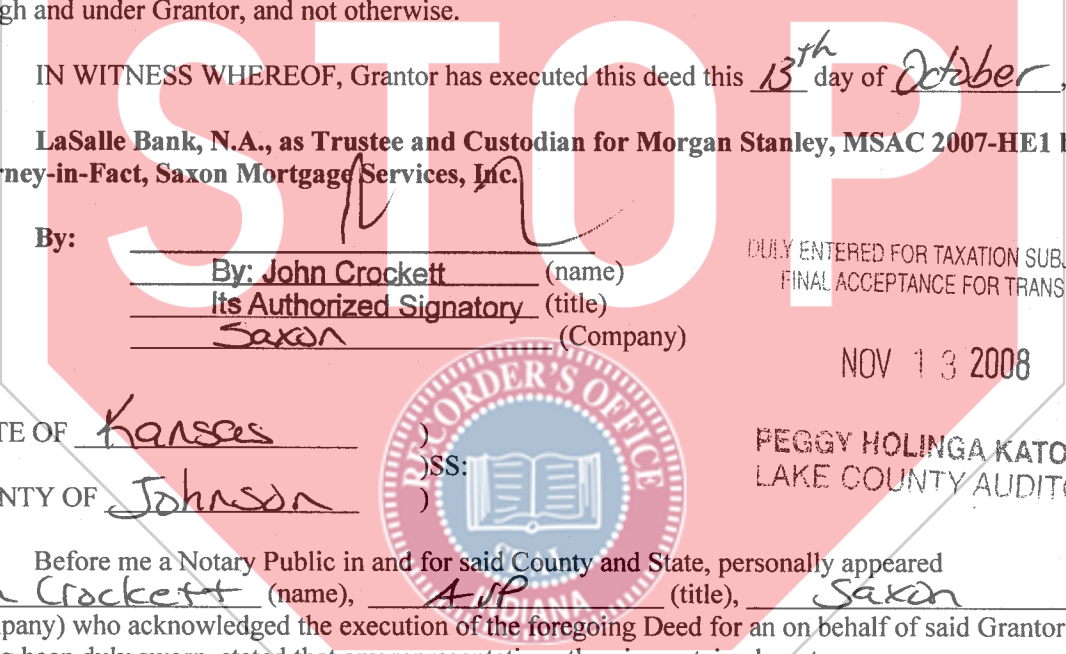 gh and under Grantor, and not otherwise.
STOP
IN WITNESS WHEREOF, Grantor has executed this deed this 13th day of October,
LaSalle Bank, N.A., as Trustee and Custodian for Morgan Stanley, MSAC 2007-HE1 b
rney-in-Fact, Saxon Mortgage Services, Inc.
By:
By: John Crockett (name)
Its Authorized Signatory (title)
Saxon (Company)
DULY ENTERED FOR TAXATION SUBJ
FINAL ACCEPTANCE FOR TRANS
NOV 13 2008
PEGGY HOLINGA KATO
LAKE COUNTY AUDITO
RECORDER'S OFFICE
SEAL
INDIANA
TE OF Kansas )
)SS:
NTY OF Johnson )
Before me a Notary Public in and for said County and State, personally appeared
Crockett (name), AVP (title), Saxon
pany) who acknowledged the execution of the foregoing Deed for an on behalf of said Grantor